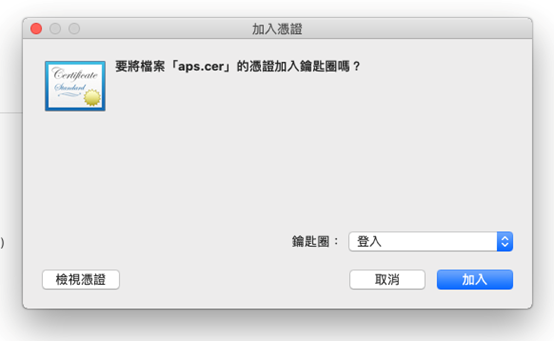 加入憑證
Certificate
Standard
要將檔案「aps.cer」的憑證加入鑰匙圈嗎？
)
鑰匙圈：
登入
檢視憑證
取消
加入